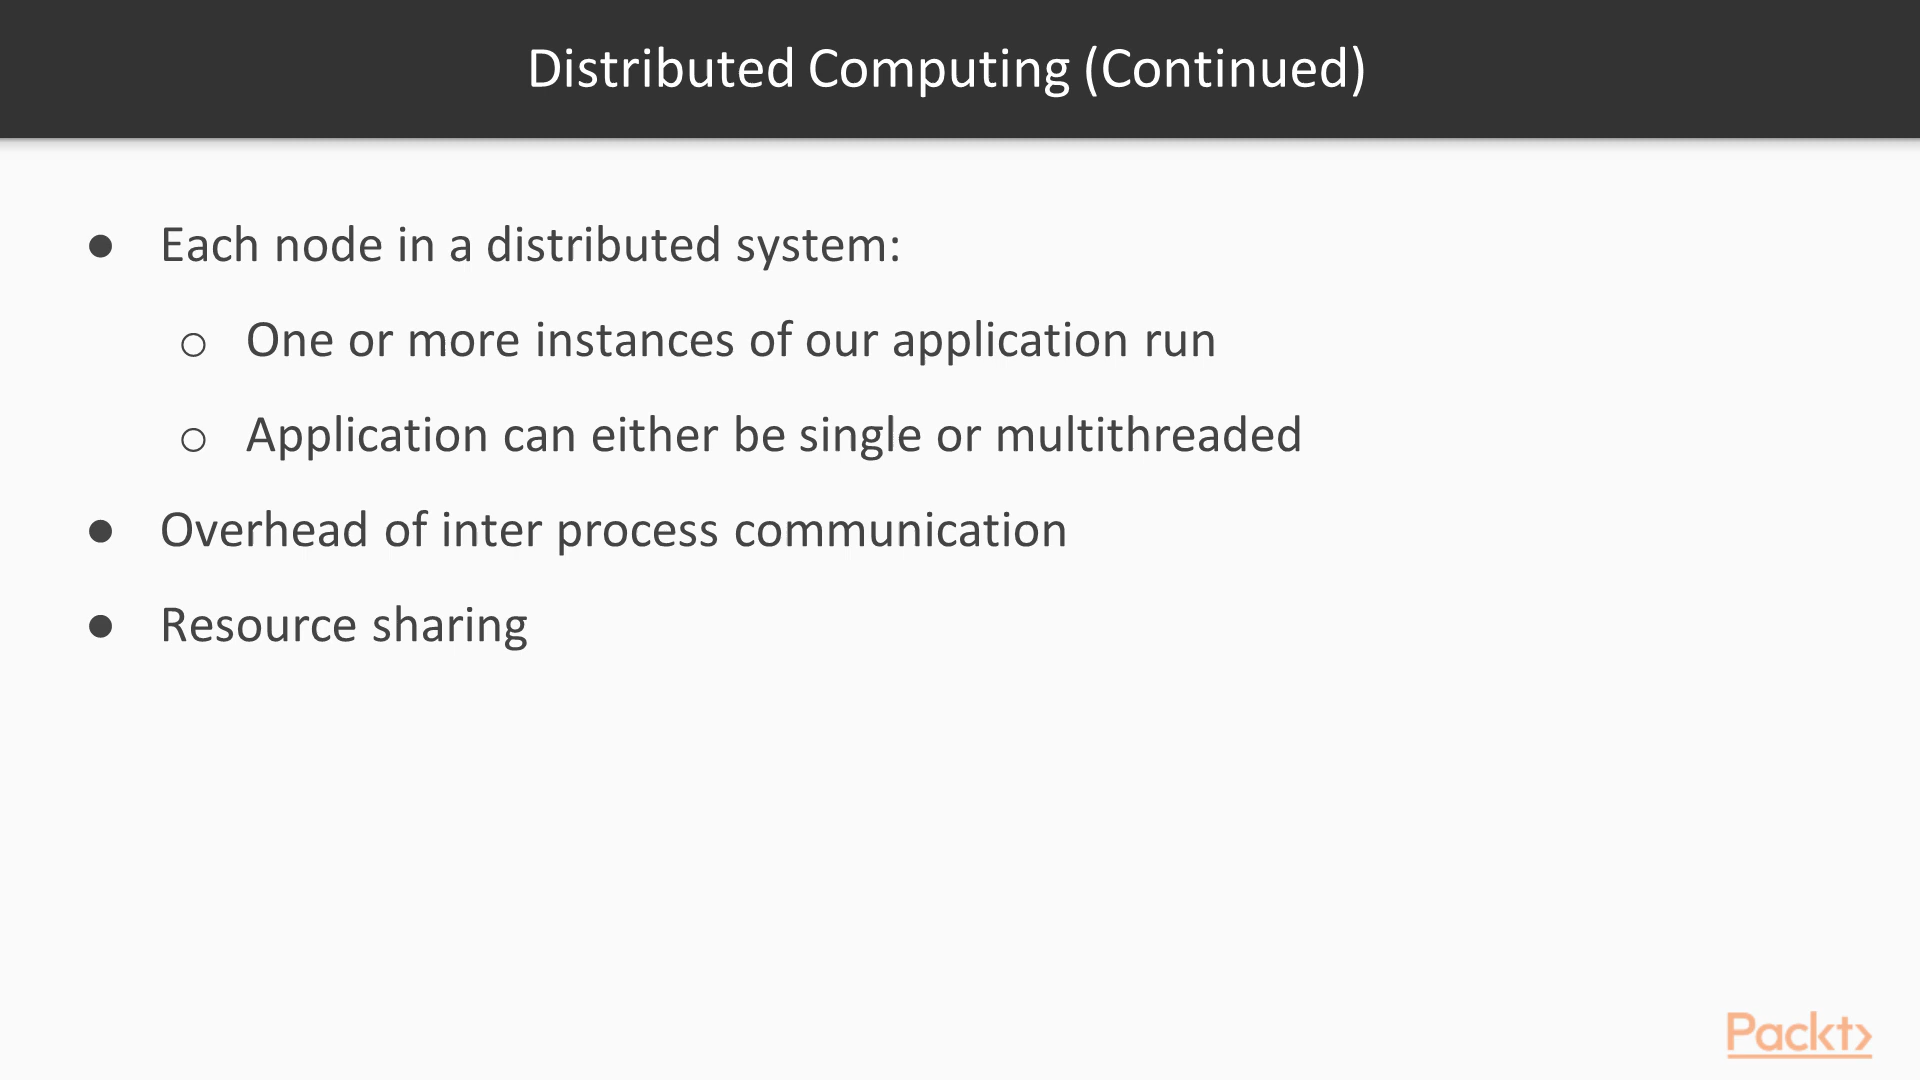 Distributed Computing (Continued)
● Each node in a distributed system:
○ One or more instances of our application run
○ Application can either be single or multithreaded
● Overhead of inter process communication
● Resource sharing
Packt>